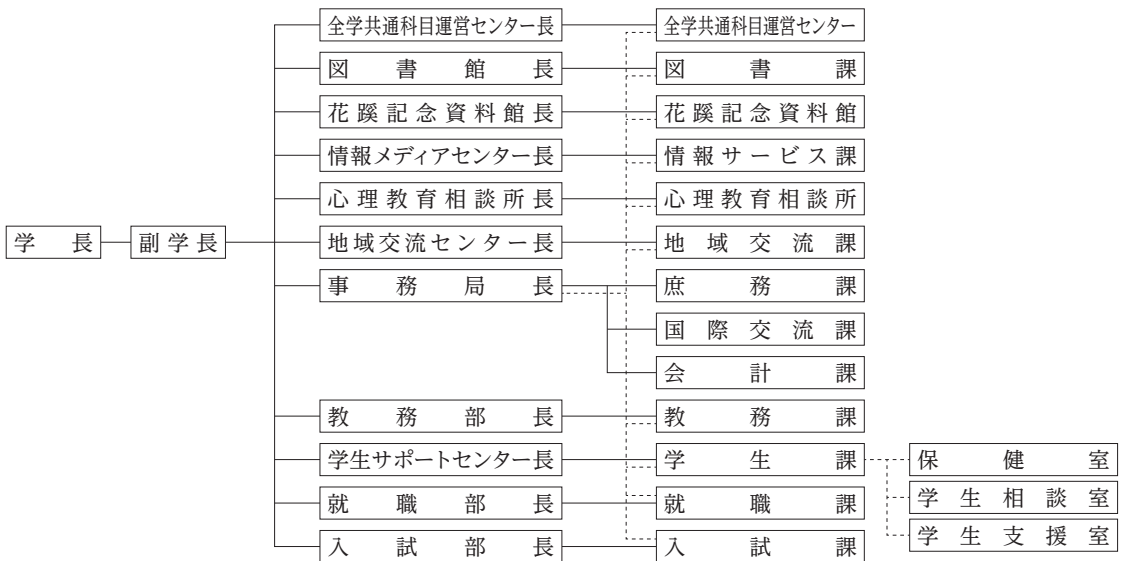 全学共通科目運営センター長 全学共通科目運営センター
図書館長 図書課
花蹊記念資料館長 花蹊記念資料館
情報メディアセンター長 情報サービス課
心理教育相談所長 心理教育相談所
学長 副学長 地域交流センター長 地域交流課
事務局長 庶務課
国際交流課
会計課
教務部長 教務課
学生サポートセンター長 学生課 保健室
就職部長 就職課 学生相談室
入試部長 入試課 学生支援室